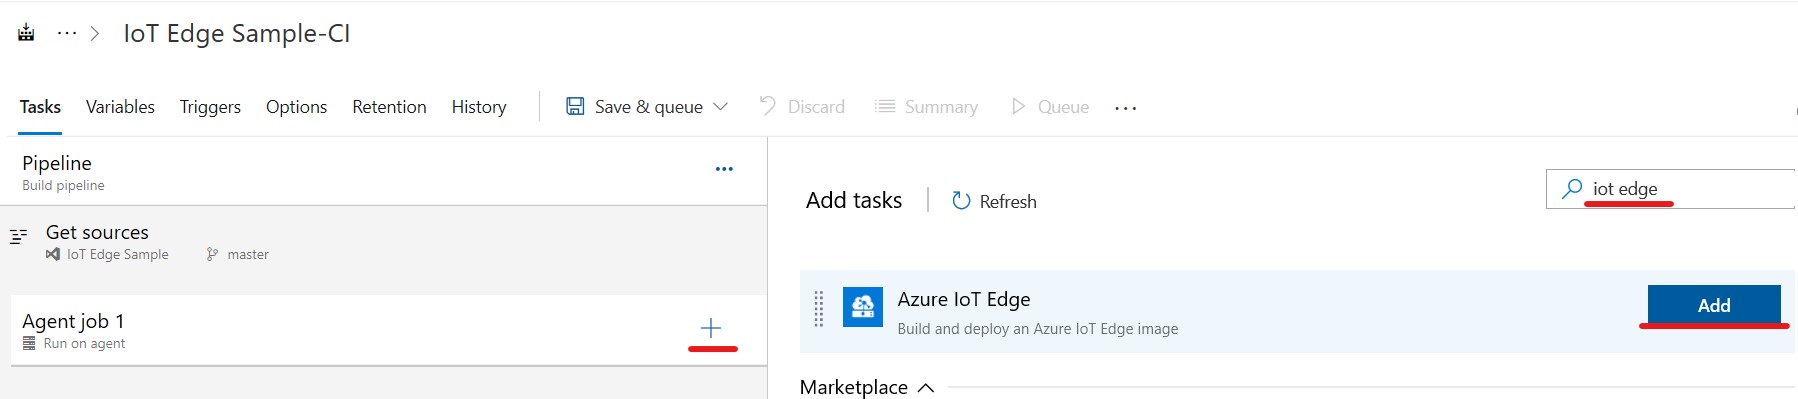 ··· > IoT Edge Sample-CI
Tasks Variables Triggers Options Retention History Save & queue Discard Summary Queue ···
Pipeline
Build pipeline
Get sources
IoT Edge Sample master
Agent job 1
Run on agent
Add tasks Refresh iot edge
Azure IoT Edge
Build and deploy an Azure IoT Edge image
Add
Marketplace